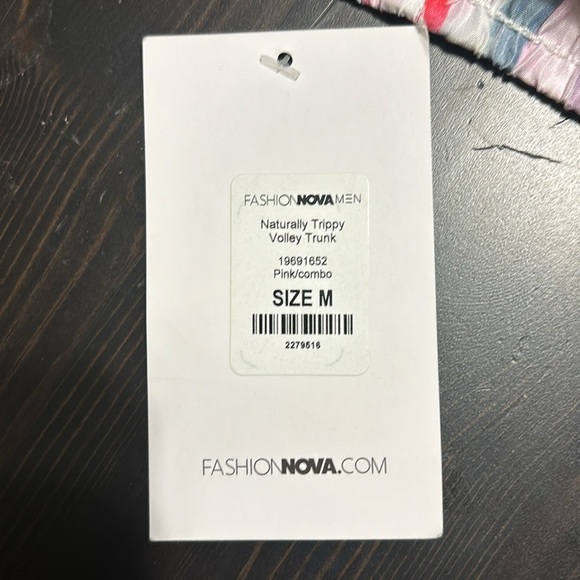 FASHIONNOVAMEN
Naturally Trippy
Volley Trunk
19691652
Pink/combo
SIZE M
2279516
FASHIONNOVA.COM